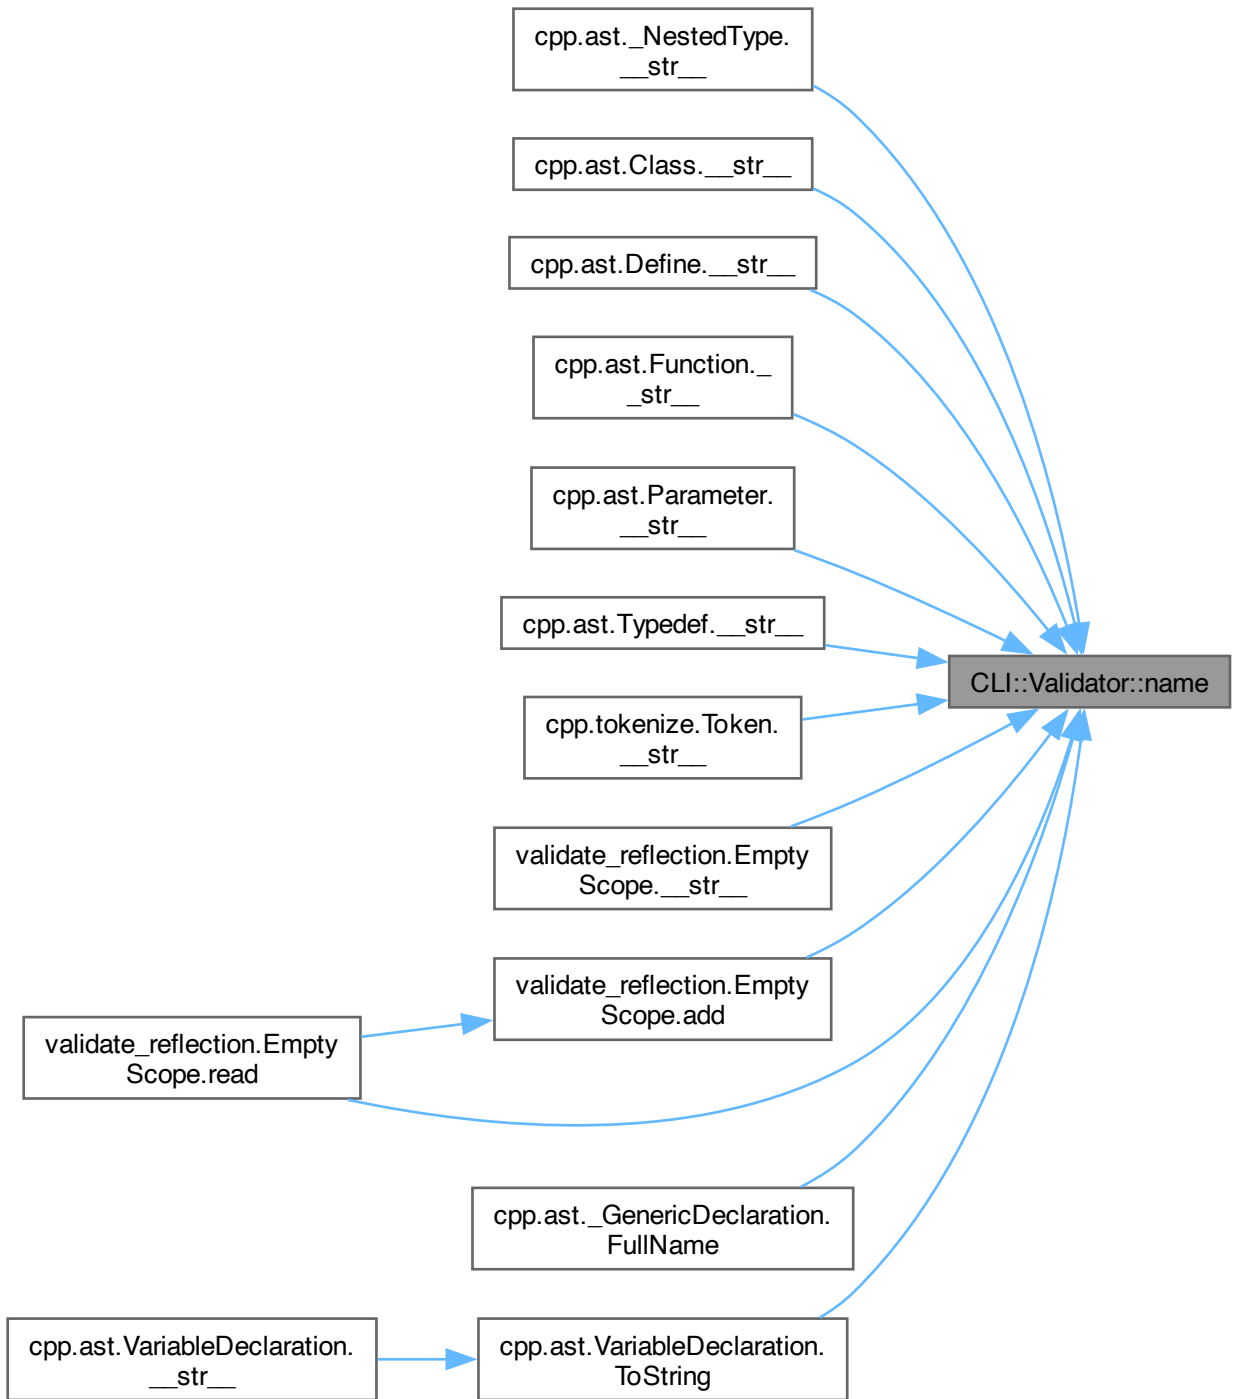 cpp.ast._NestedType.
__str__
cpp.ast.Class.__str__
cpp.ast.Define.__str__
cpp.ast.Function._
_str__
cpp.ast.Parameter.
__str__
cpp.ast.Typedef.__str__
CLI::Validator::name
cpp.tokenize.Token.
__str__
validate_reflection.Empty
Scope.__str__
validate_reflection.Empty
Scope.add
validate_reflection.Empty
Scope.read
cpp.ast._GenericDeclaration.
FullName
cpp.ast.VariableDeclaration.
__str__
cpp.ast.VariableDeclaration.
ToString